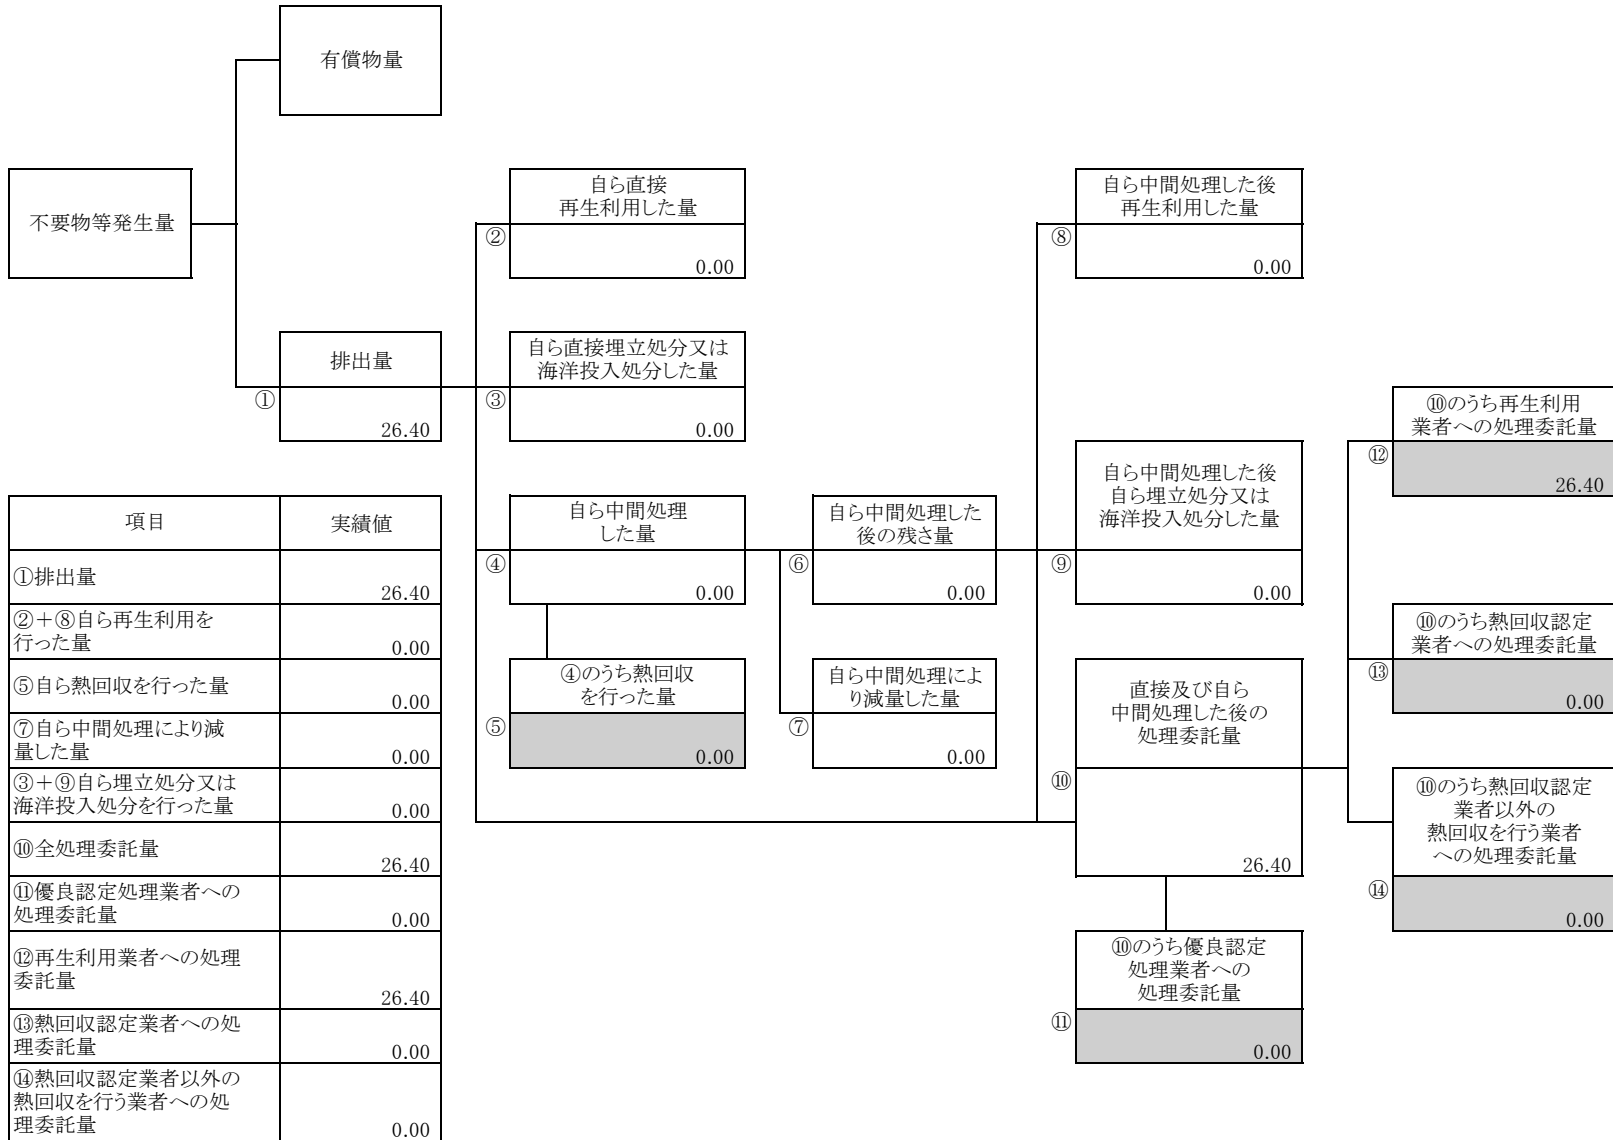 有償物量
不要物等発生量
自ら直接
再生利用した量
②
0.00
自ら中間処理した後
再生利用した量
⑧
0.00
排出量
①
26.40
自ら直接埋立処分又は
海洋投入処分した量
③
0.00
⑩のうち再生利用
業者への処理委託量
⑫
26.40
自ら中間処理
した量
④
0.00
自ら中間処理した
後の残さ量
⑥
0.00
自ら中間処理した後
自ら埋立処分又は
海洋投入処分した量
⑨
0.00
⑩のうち熱回収認定
業者への処理委託量
⑬
0.00
④のうち熱回収
を行った量
⑤
0.00
自ら中間処理によ
り減量した量
⑦
0.00
直接及び自ら
中間処理した後の
処理委託量
⑩
26.40
⑩のうち熱回収認定
業者以外の
熱回収を行う業者
への処理委託量
⑭
0.00
⑩のうち優良認定
処理業者への
処理委託量
⑪
0.00
項目 実績値
①排出量
26.40
②+⑧自ら再生利用を
行った量
0.00
⑤自ら熱回収を行った量
0.00
⑦自ら中間処理により減
量した量
0.00
③+⑨自ら埋立処分又は
海洋投入処分を行った量
0.00
⑩全処理委託量
26.40
⑪優良認定処理業者への
処理委託量
0.00
⑫再生利用業者への処理
委託量
26.40
⑬熱回収認定業者への処
理委託量
0.00
⑭熱回収認定業者以外の
熱回収を行う業者への処
理委託量
0.00